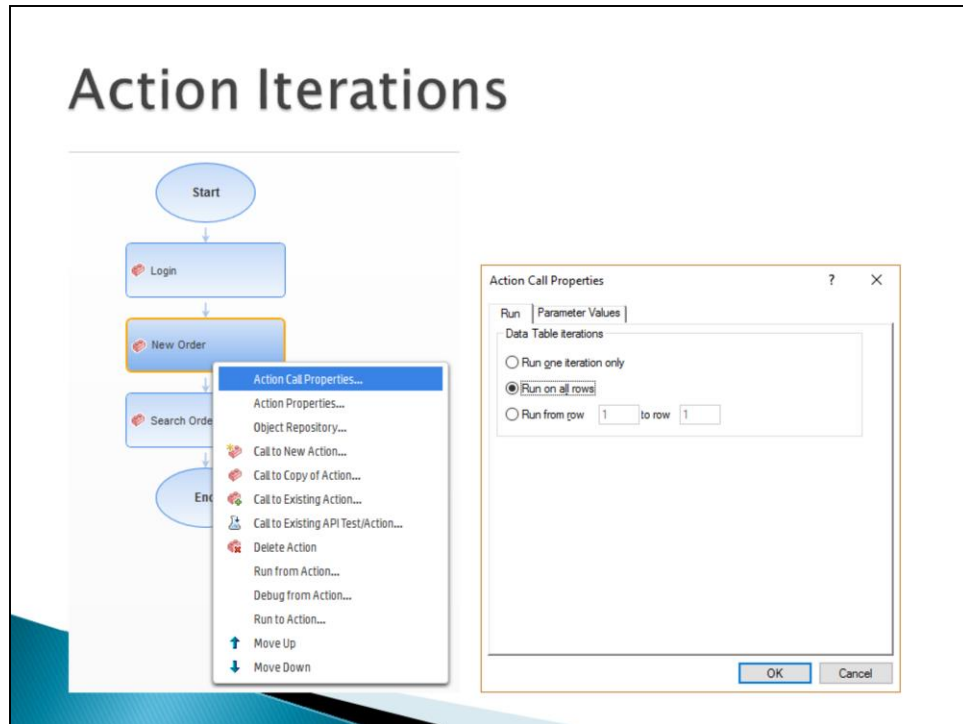 Action Iterations
Start
Login
New Order
Search Orde
End
Action Call Properties...
Action Properties...
Object Repository...
Call to New Action...
Call to Copy of Action...
Call to Existing Action...
Call to Existing API Test/Action...
Delete Action
Run from Action...
Debug from Action...
Run to Action...
Move Up
Move Down
Action Call Properties ? X
Run Parameter Values
Data Table iterations
Run one iteration only
Run on all rows
Run from row 1 to row 1
OK Cancel